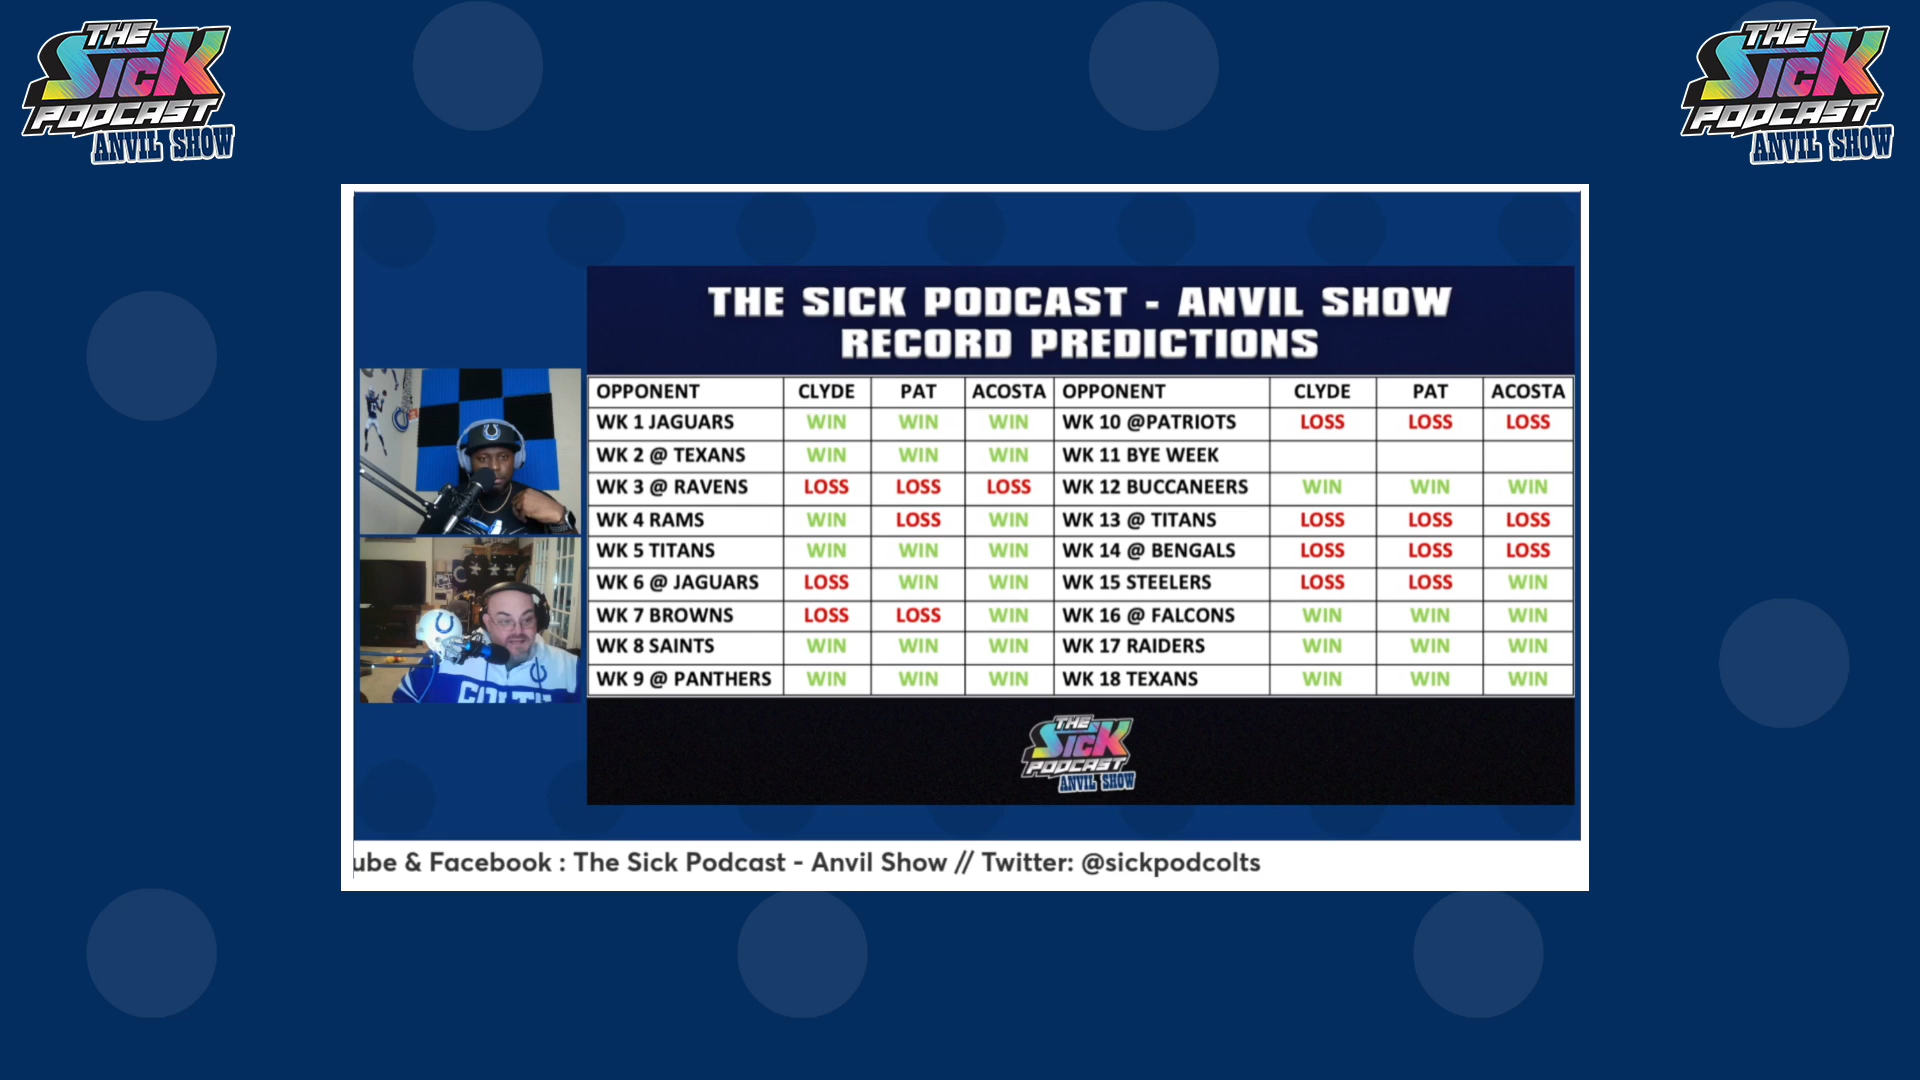 THE SICK PODCAST ANVIL SHOW
THE SICK PODCAST ANVIL SHOW
THE SICK PODCAST - ANVIL SHOW
RECORD PREDICTIONS
OPPONENT CLYDE PAT ACOSTA OPPONENT CLYDE PAT ACOSTA
WK 1 JAGUARS WIN WIN WIN WK 10 @PATRIOTS LOSS LOSS LOSS
WK 2 @ TEXANS WIN WIN WIN WK 11 BYE WEEK
WK 3 @ RAVENS LOSS LOSS LOSS WK 12 BUCCANEERS WIN WIN WIN
WK 4 RAMS WIN LOSS WIN WK 13 @ TITANS LOSS LOSS LOSS
WK 5 TITANS WIN WIN WIN WK 14 @ BENGALS LOSS LOSS LOSS
WK 6 @ JAGUARS LOSS WIN WIN WK 15 STEELERS LOSS LOSS WIN
WK 7 BROWNS LOSS LOSS WIN WK 16 @ FALCONS WIN WIN WIN
WK 8 SAINTS WIN WIN WIN WK 17 RAIDERS WIN WIN WIN
WK 9 @ PANTHERS WIN WIN WIN WK 18 TEXANS WIN WIN WIN
COLTS
THE SICK PODCAST ANVIL SHOW
ube & Facebook : The Sick Podcast - Anvil Show // Twitter: @sickpodcolts